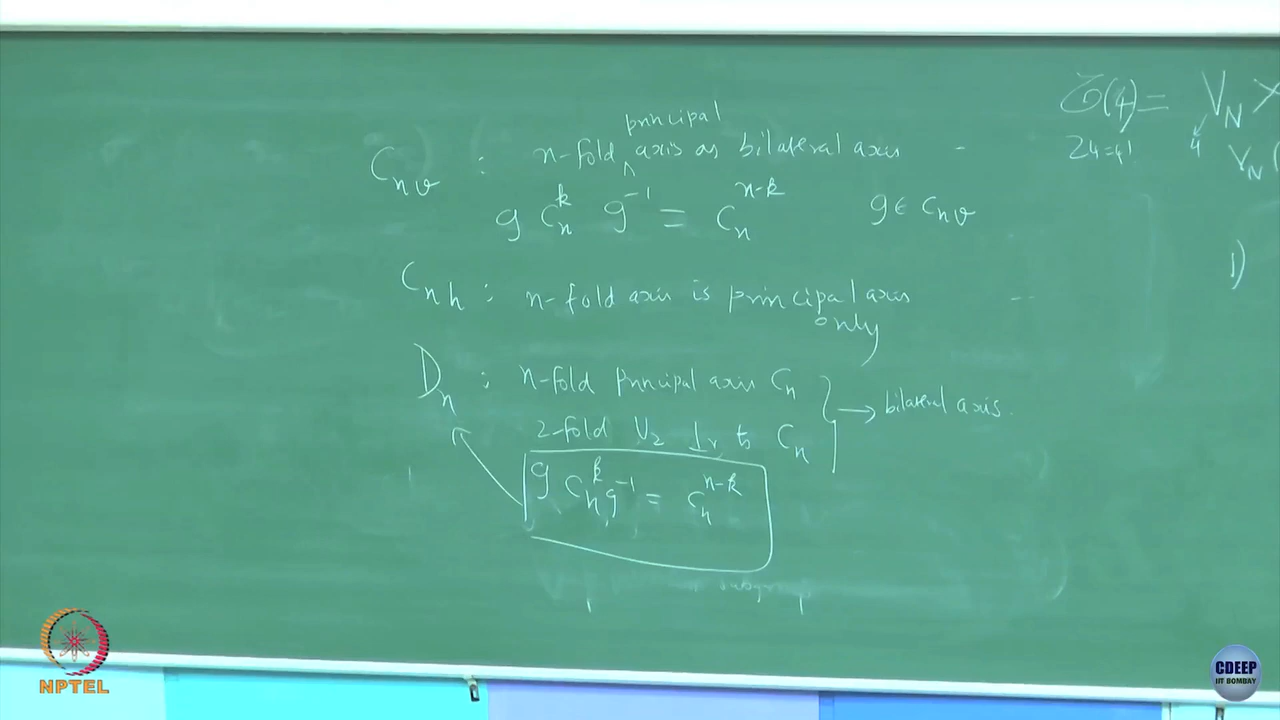 principal
C_nv : n-fold ^ axis as bilateral axis -
g C_n^k g^-1 = C_n^n-k g ∈ C_nv
C_nh : n-fold axis is principal axis --
only
D_n : n-fold principal axis C_n
2-fold U_2 ⊥r to C_n → bilateral axis.
g C_n^k g^-1 = C_n^n-k
(4) = V_N ×
24=4! 4 V_N (
1)
NPTEL
CDEEP
IIT BOMBAY